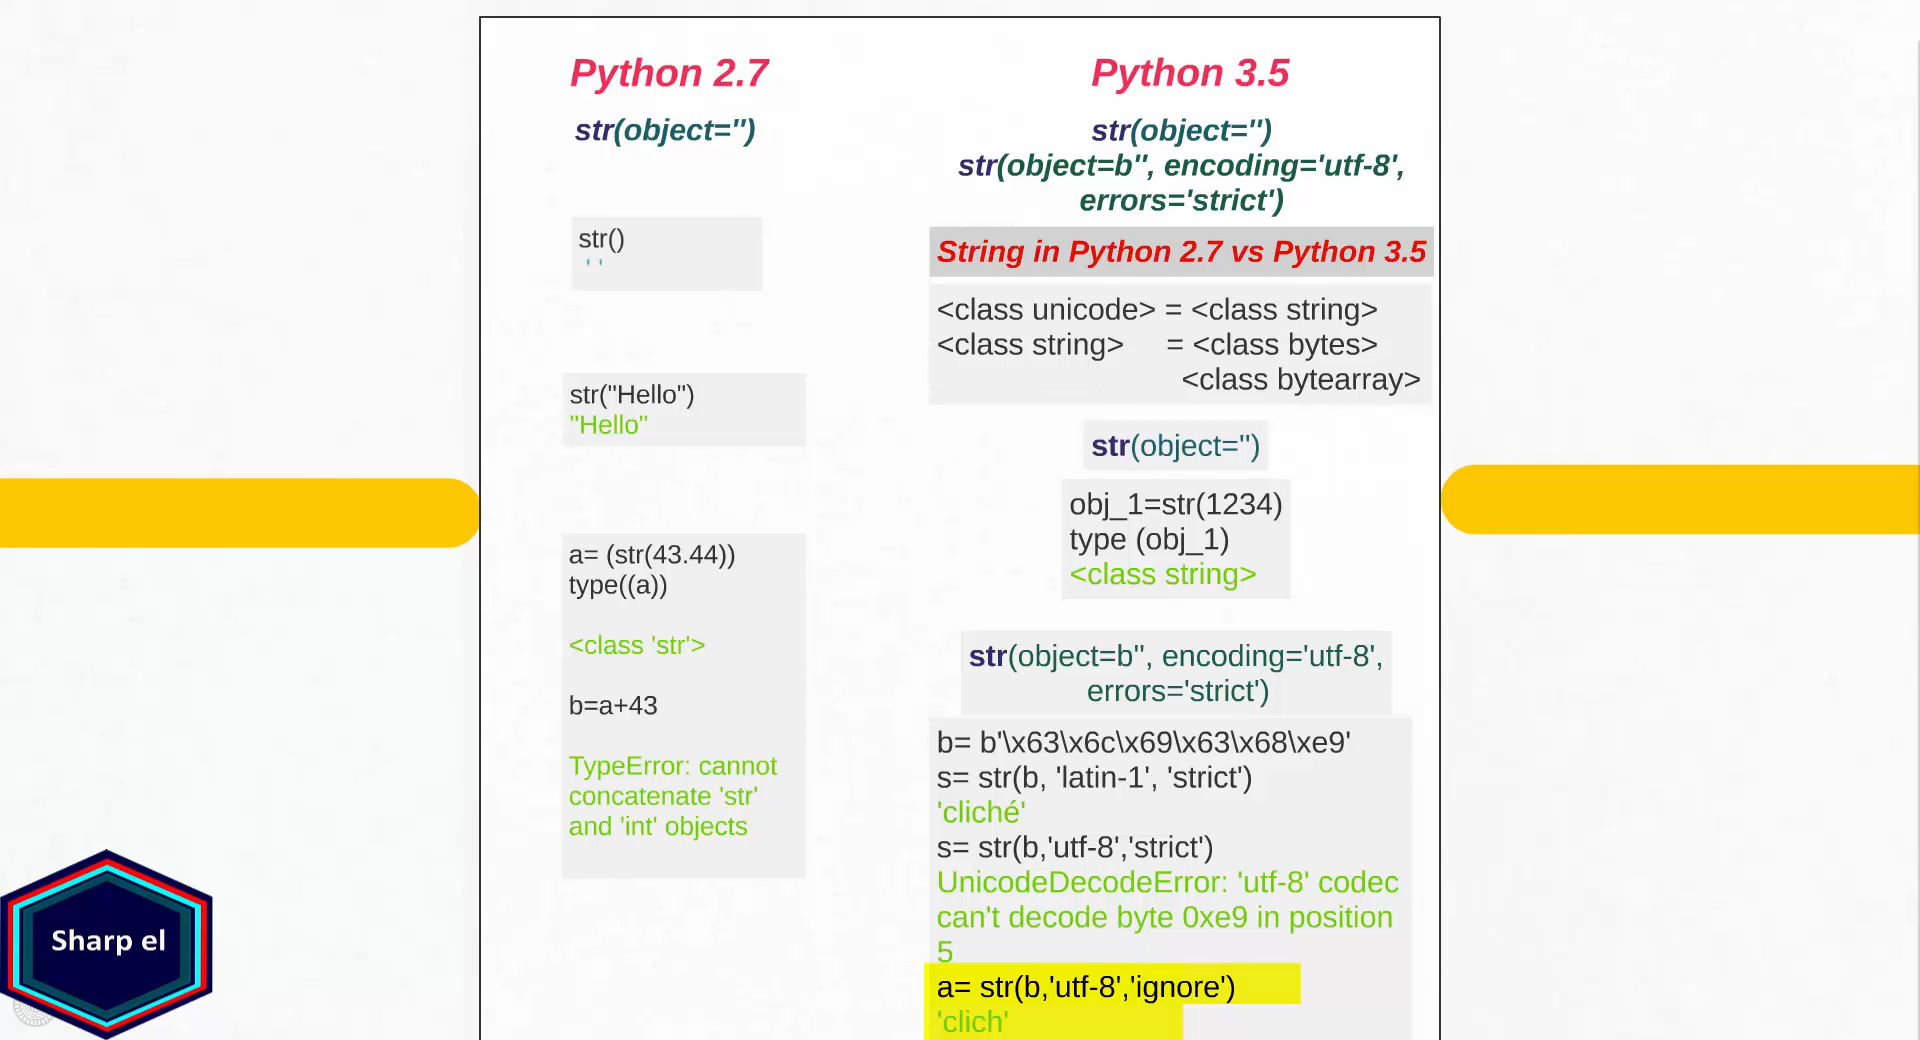 Python 2.7
str(object='')
str()
' '
str("Hello")
"Hello"
a= (str(43.44))
type((a))
<class 'str'>
b=a+43
TypeError: cannot
concatenate 'str'
and 'int' objects
Python 3.5
str(object='')
str(object=b'', encoding='utf-8',
errors='strict')
String in Python 2.7 vs Python 3.5
<class unicode> = <class string>
<class string> = <class bytes>
<class bytearray>
str(object='')
obj_1=str(1234)
type (obj_1)
<class string>
str(object=b'', encoding='utf-8',
errors='strict')
b= b'\x63\x6c\x69\x63\x68\xe9'
s= str(b, 'latin-1', 'strict')
'cliché'
s= str(b,'utf-8','strict')
UnicodeDecodeError: 'utf-8' codec
can't decode byte 0xe9 in position
5
a= str(b,'utf-8','ignore')
'clich'
Sharp el